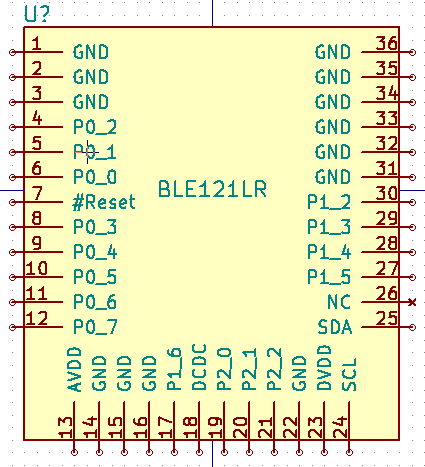 U?
1 GND GND 36
2 GND GND 35
3 GND GND 34
4 P0_2 GND 33
5 P0_1 GND 32
6 P0_0 GND 31
BLE121LR
7 #Reset P1_2 30
8 P0_3 P1_3 29
9 P0_4 P1_4 28
10 P0_5 P1_5 27
11 P0_6 NC 26
12 P0_7 SDA 25
AVDD GND GND GND P1_6 DCDC P2_0 P2_1 P2_2 GND DVDD SCL
13 14 15 16 17 18 19 20 21 22 23 24